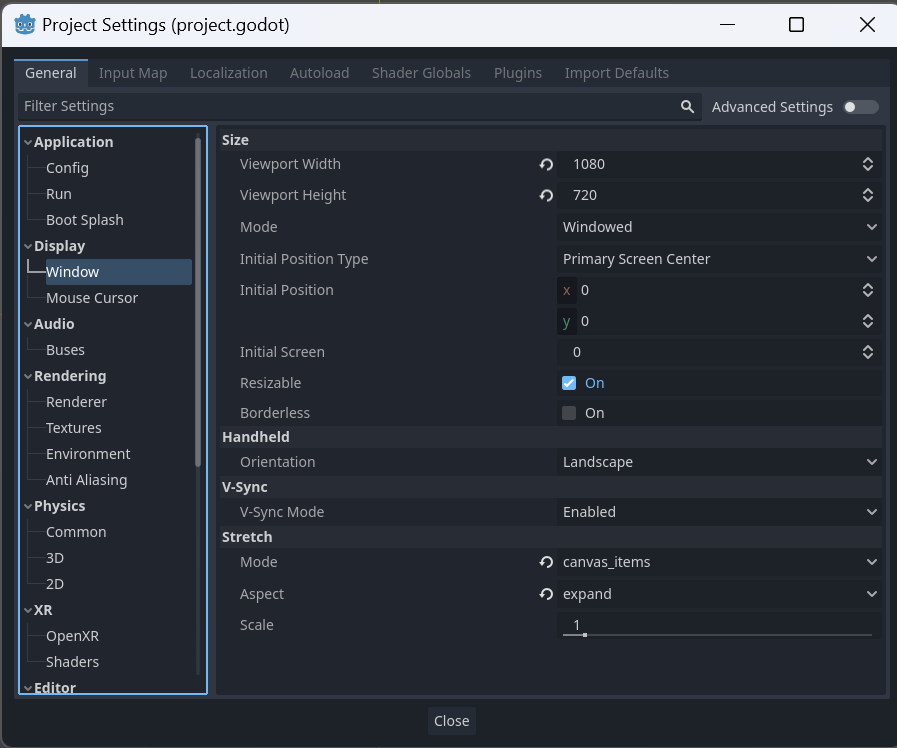 Project Settings (project.godot)
General Input Map Localization Autoload Shader Globals Plugins Import Defaults
Filter Settings
Advanced Settings
Application
Config
Run
Boot Splash
Display
Window
Mouse Cursor
Audio
Buses
Rendering
Renderer
Textures
Environment
Anti Aliasing
Physics
Common
3D
2D
XR
OpenXR
Shaders
Editor
Size
Viewport Width 1080
Viewport Height 720
Mode Windowed
Initial Position Type Primary Screen Center
Initial Position x 0
y 0
Initial Screen 0
Resizable On
Borderless On
Handheld
Orientation Landscape
V-Sync
V-Sync Mode Enabled
Stretch
Mode canvas_items
Aspect expand
Scale 1
Close